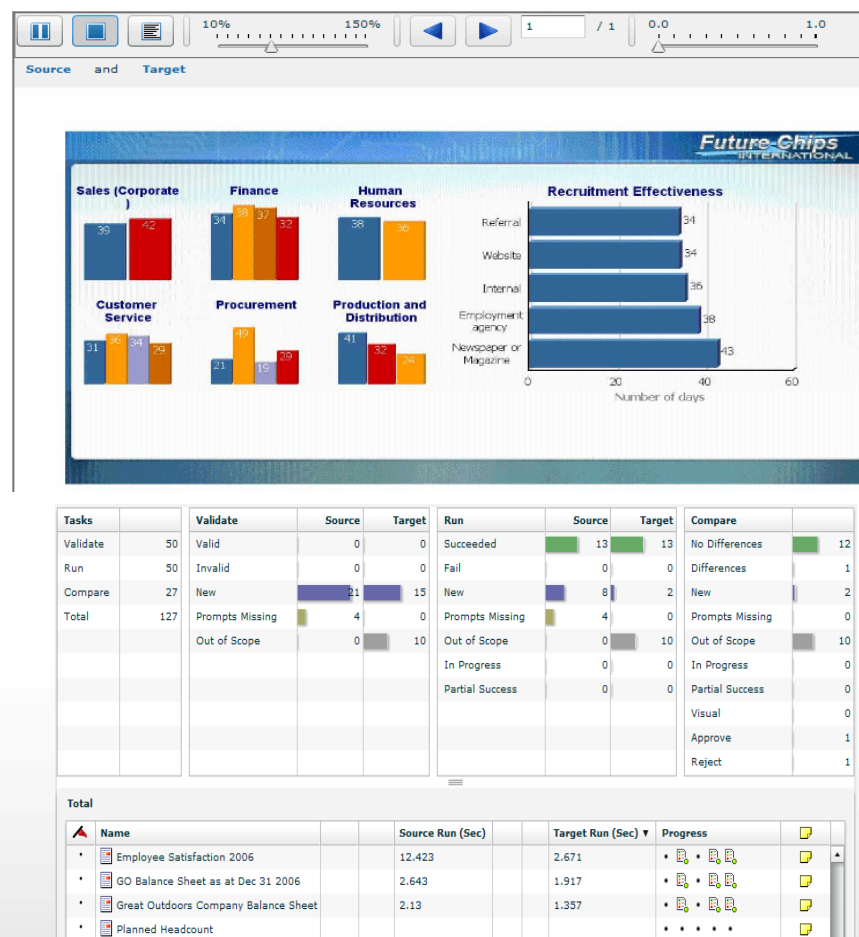 10% 150% 1 / 1 0.0 1.0
Source and Target
Future Chips
INTERNATIONAL
Sales (Corporate
)
39 42
Finance
34 38 37 32
Human
Resources
38 36
Customer
Service
31 36 34 29
Procurement
21 49 19 29
Production and
Distribution
41 32 24
Recruitment Effectiveness
Referral 34
Website 34
Internal 36
Employment
agency 38
Newspaper or
Magazine 43
0 20 40 60
Number of days
Tasks
Validate 50
Run 50
Compare 27
Total 127
Validate Source Target
Valid 0 0
Invalid 0 0
New 21 15
Prompts Missing 4 0
Out of Scope 0 10
Run Source Target
Succeeded 13 13
Fail 0 0
New 8 2
Prompts Missing 4 0
Out of Scope 0 10
In Progress 0 0
Partial Success 0 0
Compare
No Differences 12
Differences 1
New 2
Prompts Missing 0
Out of Scope 10
In Progress 0
Partial Success 0
Visual 0
Approve 1
Reject 1
Total
Name Source Run (Sec) Target Run (Sec) ▼ Progress
Employee Satisfaction 2006 12.423 2.671
GO Balance Sheet as at Dec 31 2006 2.643 1.917
Great Outdoors Company Balance Sheet 2.13 1.357
Planned Headcount